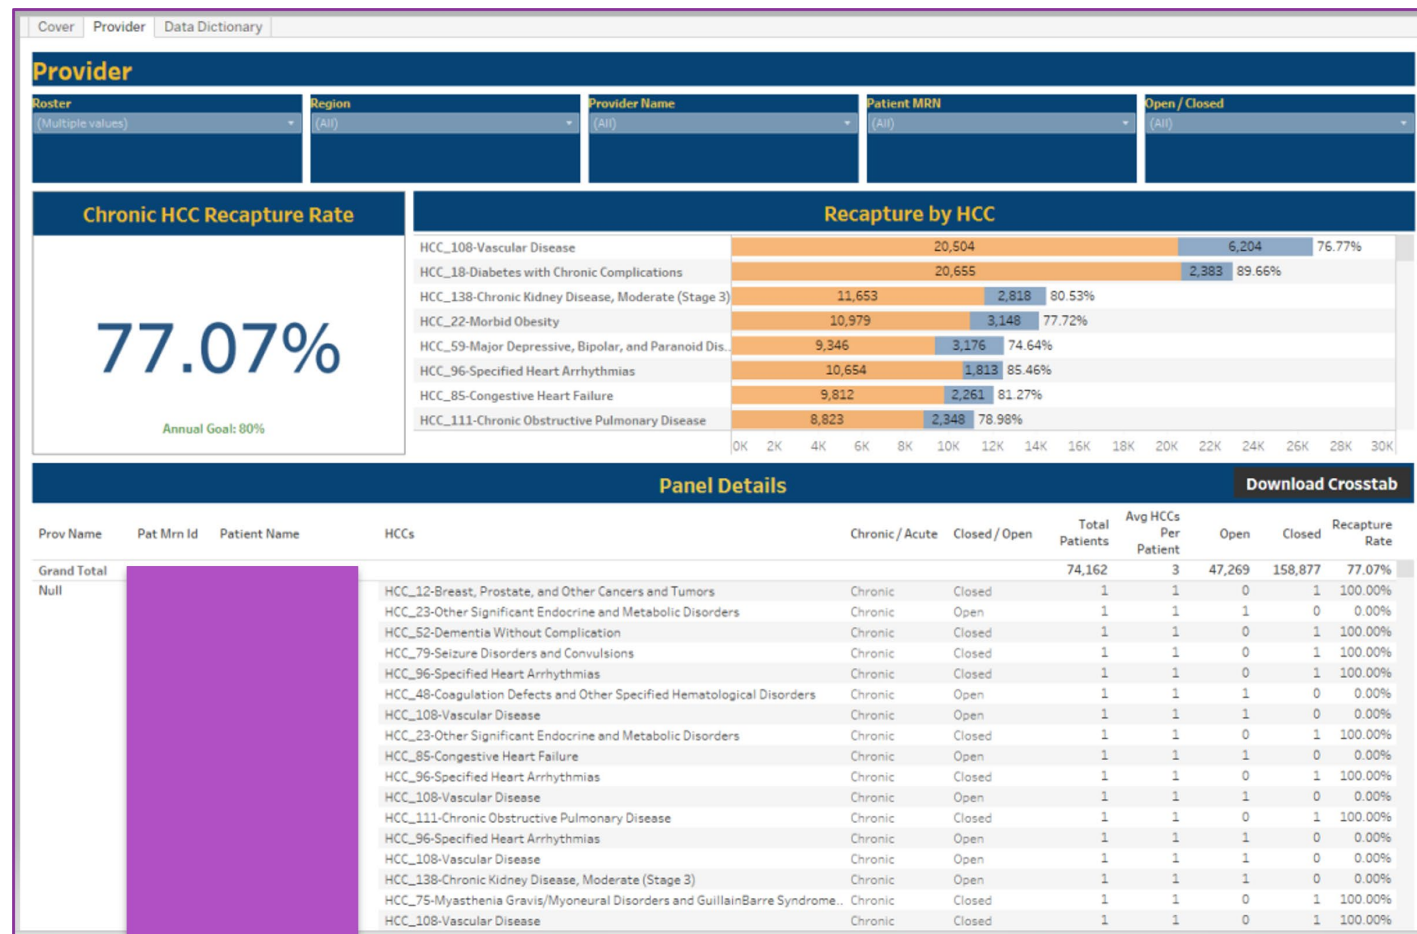 Cover Provider Data Dictionary
Provider
Roster Region Provider Name Patient MRN Open / Closed
(Multiple values) (All) (All) (All) (All)
Chronic HCC Recapture Rate
77.07%
Annual Goal: 80%
Recapture by HCC
HCC_108-Vascular Disease 20,504 6,204 76.77%
HCC_18-Diabetes with Chronic Complications 20,655 2,383 89.66%
HCC_138-Chronic Kidney Disease, Moderate (Stage 3) 11,653 2,818 80.53%
HCC_22-Morbid Obesity 10,979 3,148 77.72%
HCC_59-Major Depressive, Bipolar, and Paranoid Dis.. 9,346 3,176 74.64%
HCC_96-Specified Heart Arrhythmias 10,654 1,813 85.46%
HCC_85-Congestive Heart Failure 9,812 2,261 81.27%
HCC_111-Chronic Obstructive Pulmonary Disease 8,823 2,348 78.98%
0K 2K 4K 6K 8K 10K 12K 14K 16K 18K 20K 22K 24K 26K 28K 30K
Panel Details Download Crosstab
Prov Name Pat Mrn Id Patient Name HCCs Chronic / Acute Closed / Open Total Patients Avg HCCs Per Patient Open Closed Recapture Rate
Grand Total 74,162 3 47,269 158,877 77.07%
Null HCC_12-Breast, Prostate, and Other Cancers and Tumors Chronic Closed 1 1 0 1 100.00%
HCC_23-Other Significant Endocrine and Metabolic Disorders Chronic Open 1 1 1 0 0.00%
HCC_52-Dementia Without Complication Chronic Closed 1 1 0 1 100.00%
HCC_79-Seizure Disorders and Convulsions Chronic Closed 1 1 0 1 100.00%
HCC_96-Specified Heart Arrhythmias Chronic Closed 1 1 0 1 100.00%
HCC_48-Coagulation Defects and Other Specified Hematological Disorders Chronic Open 1 1 1 0 0.00%
HCC_108-Vascular Disease Chronic Open 1 1 1 0 0.00%
HCC_23-Other Significant Endocrine and Metabolic Disorders Chronic Closed 1 1 0 1 100.00%
HCC_85-Congestive Heart Failure Chronic Open 1 1 1 0 0.00%
HCC_96-Specified Heart Arrhythmias Chronic Closed 1 1 0 1 100.00%
HCC_108-Vascular Disease Chronic Open 1 1 1 0 0.00%
HCC_111-Chronic Obstructive Pulmonary Disease Chronic Closed 1 1 0 1 100.00%
HCC_96-Specified Heart Arrhythmias Chronic Open 1 1 1 0 0.00%
HCC_108-Vascular Disease Chronic Open 1 1 1 0 0.00%
HCC_138-Chronic Kidney Disease, Moderate (Stage 3) Chronic Open 1 1 1 0 0.00%
HCC_75-Myasthenia Gravis/Myoneural Disorders and GuillainBarre Syndrome.. Chronic Closed 1 1 0 1 100.00%
HCC_108-Vascular Disease Chronic Closed 1 1 0 1 100.00%